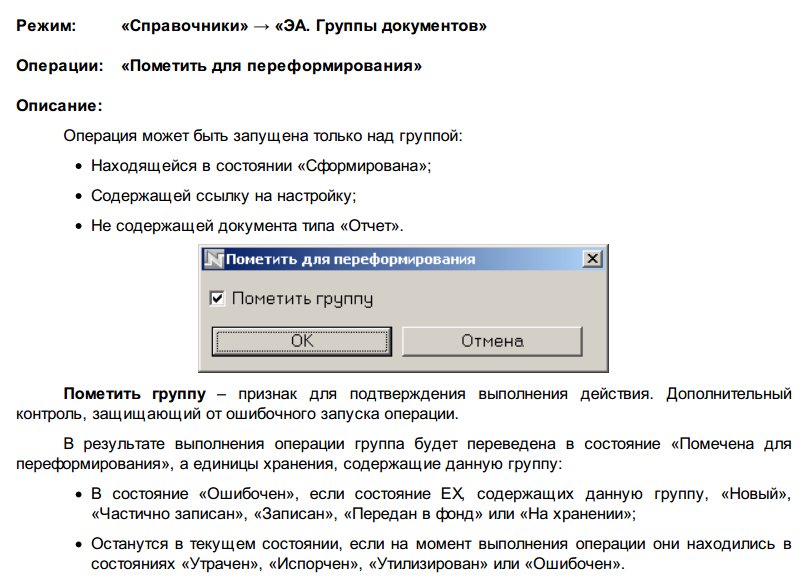 Режим: «Справочники» → «ЭА. Группы документов»
Операции: «Пометить для переформирования»
Описание:
Операция может быть запущена только над группой:
• Находящейся в состоянии «Сформирована»;
• Содержащей ссылку на настройку;
• Не содержащей документа типа «Отчет».
Пометить для переформирования
Пометить группу
OK
Отмена
Пометить группу – признак для подтверждения выполнения действия. Дополнительный
контроль, защищающий от ошибочного запуска операции.
В результате выполнения операции группа будет переведена в состояние «Помечена для
переформирования», а единицы хранения, содержащие данную группу:
• В состояние «Ошибочен», если состояние ЕХ, содержащих данную группу, «Новый»,
«Частично записан», «Записан», «Передан в фонд» или «На хранении»;
• Останутся в текущем состоянии, если на момент выполнения операции они находились в
состояниях «Утрачен», «Испорчен», «Утилизирован» или «Ошибочен».